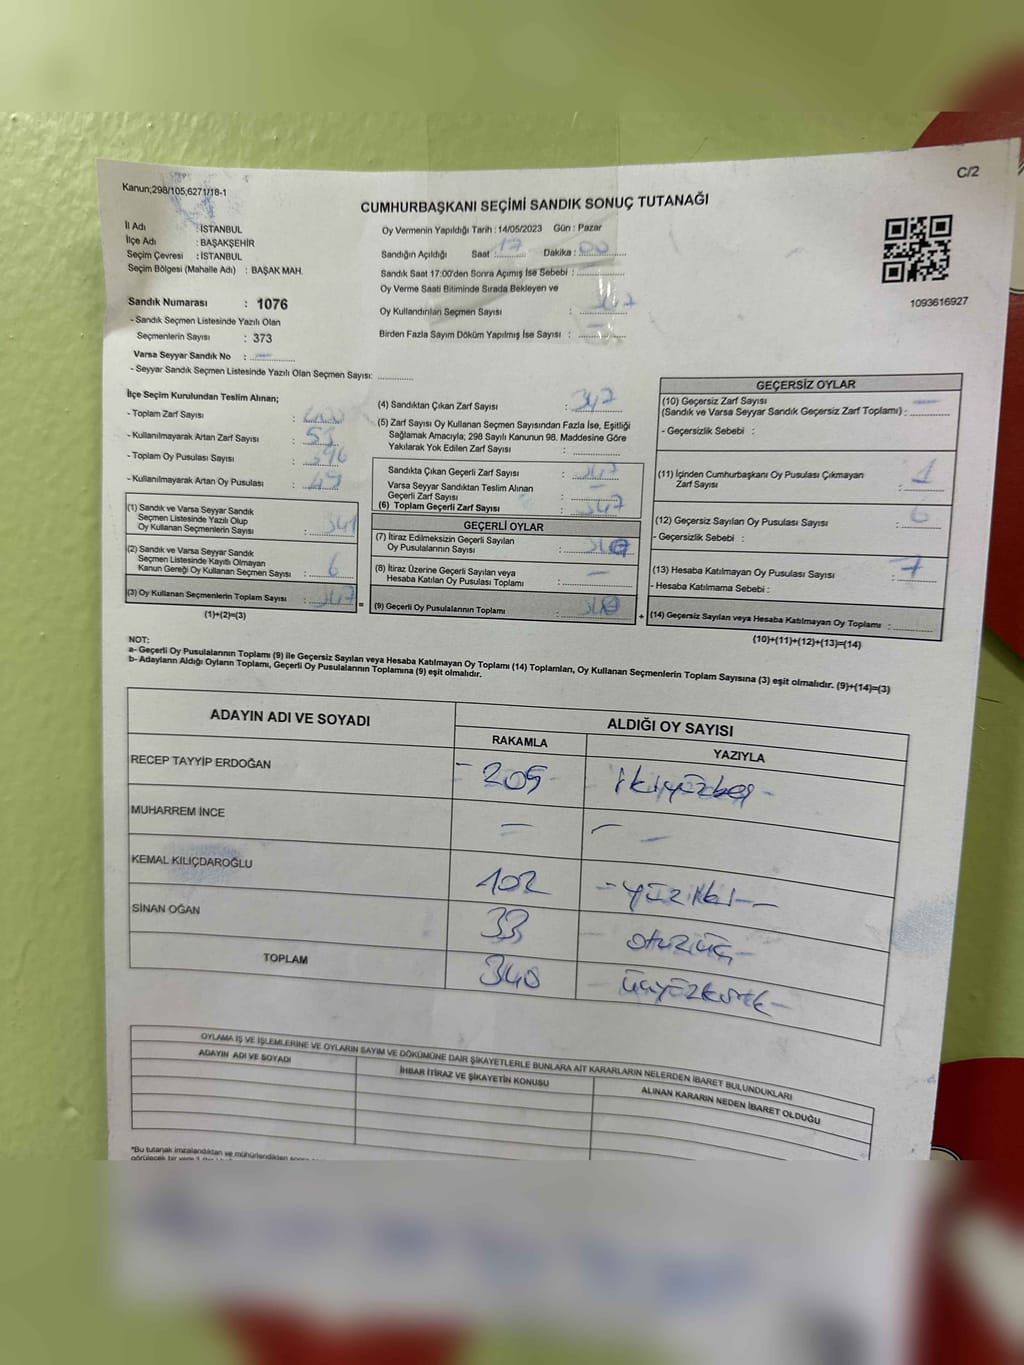 C/2
Kanun;298/105,6271/18-1
CUMHURBAŞKANI SEÇİMİ SANDIK SONUÇ TUTANAĞI
İl Adı : İSTANBUL
İlçe Adı : BAŞAKŞEHİR
Seçim Çevresi : İSTANBUL
Seçim Bölgesi (Mahalle Adı) : BAŞAK MAH.
Sandık Numarası : 1076
- Sandık Seçmen Listesinde Yazılı Olan
Seçmenlerin Sayısı : 373
Varsa Seyyar Sandık No : —
- Seyyar Sandık Seçmen Listesinde Yazılı Olan Seçmen Sayısı:
Oy Vermenin Yapıldığı Tarih : 14/05/2023 Gün : Pazar
Sandığın Açıldığı Saat : 17 Dakika : 00
Sandık Saat 17:00'den Sonra Açımış İse Sebebi : —
Oy Verme Saati Bitiminde Sırada Bekleyen ve
Oy Kullandırılan Seçmen Sayısı : 347
Birden Fazla Sayım Döküm Yapılmış İse Sayısı : —
1093616927
İlçe Seçim Kurulundan Teslim Alınan;
- Toplam Zarf Sayısı : 400
- Kullanılmayarak Artan Zarf Sayısı : 53
- Toplam Oy Pusulası Sayısı : 396
- Kullanılmayarak Artan Oy Pusulası : 49
(1) Sandık ve Varsa Seyyar Sandık
Seçmen Listesinde Yazılı Olup
Oy Kullanan Seçmenlerin Sayısı : 341
(2) Sandık ve Varsa Seyyar Sandık
Seçmen Listesinde Kayıtlı Olmayan
Kanun Gereği Oy Kullanan Seçmen Sayısı : 6
(3) Oy Kullanan Seçmenlerin Toplam Sayısı : 347
(1)+(2)=(3)
(4) Sandıktan Çıkan Zarf Sayısı : 347
(5) Zarf Sayısı Oy Kullanan Seçmen Sayısından Fazla İse, Eşitliği
Sağlamak Amacıyla; 298 Sayılı Kanunun 98. Maddesine Göre
Yakılarak Yok Edilen Zarf Sayısı :
Sandıkta Çıkan Geçerli Zarf Sayısı : 347
Varsa Seyyar Sandıktan Teslim Alınan
Geçerli Zarf Sayısı : —
(6) Toplam Geçerli Zarf Sayısı : 347
GEÇERLİ OYLAR
(7) İtiraz Edilmeksizin Geçerli Sayılan
Oy Pusulalarının Sayısı : 340
(8) İtiraz Üzerine Geçerli Sayılan veya
Hesaba Katılan Oy Pusulası Toplamı : —
= (9) Geçerli Oy Pusulalarının Toplamı : 340
GEÇERSİZ OYLAR
(10) Geçersiz Zarf Sayısı
(Sandık ve Varsa Seyyar Sandık Geçersiz Zarf Toplamı) : —
- Geçersizlik Sebebi :
(11) İçinden Cumhurbaşkanı Oy Pusulası Çıkmayan
Zarf Sayısı : 1
(12) Geçersiz Sayılan Oy Pusulası Sayısı : 6
- Geçersizlik Sebebi :
(13) Hesaba Katılmayan Oy Pusulası Sayısı : 7
- Hesaba Katılmama Sebebi :
+ (14) Geçersiz Sayılan veya Hesaba Katılmayan Oy Toplamı :
(10)+(11)+(12)+(13)=(14)
NOT:
a- Geçerli Oy Pusulalarının Toplamı (9) ile Geçersiz Sayılan veya Hesaba Katılmayan Oy Toplamı (14) Toplamları, Oy Kullanan Seçmenlerin Toplam Sayısına (3) eşit olmalıdır. (9)+(14)=(3)
b- Adayların Aldığı Oyların Toplamı, Geçerli Oy Pusulalarının Toplamına (9) eşit olmalıdır.
ADAYIN ADI VE SOYADI ALDIĞI OY SAYISI
RAKAMLA YAZIYLA
RECEP TAYYİP ERDOĞAN - 205 - ikiyüzbeş -
MUHARREM İNCE — — —
KEMAL KILIÇDAROĞLU 102 - yüziki - -
SİNAN OĞAN 33 - otuzüç -
TOPLAM 340 - üçyüzkırk -
OYLAMA İŞ VE İŞLEMLERİNE VE OYLARIN SAYIM VE DÖKÜMÜNE DAİR ŞİKAYETLERLE BUNLARA AİT KARARLARIN NELERDEN İBARET BULUNDUKLARI
ADAYIN ADI VE SOYADI İHBAR İTİRAZ VE ŞİKAYETİN KONUSU ALINAN KARARIN NEDEN İBARET OLDUĞU
*Bu tutanak imzalandıktan ve mühürlendikten